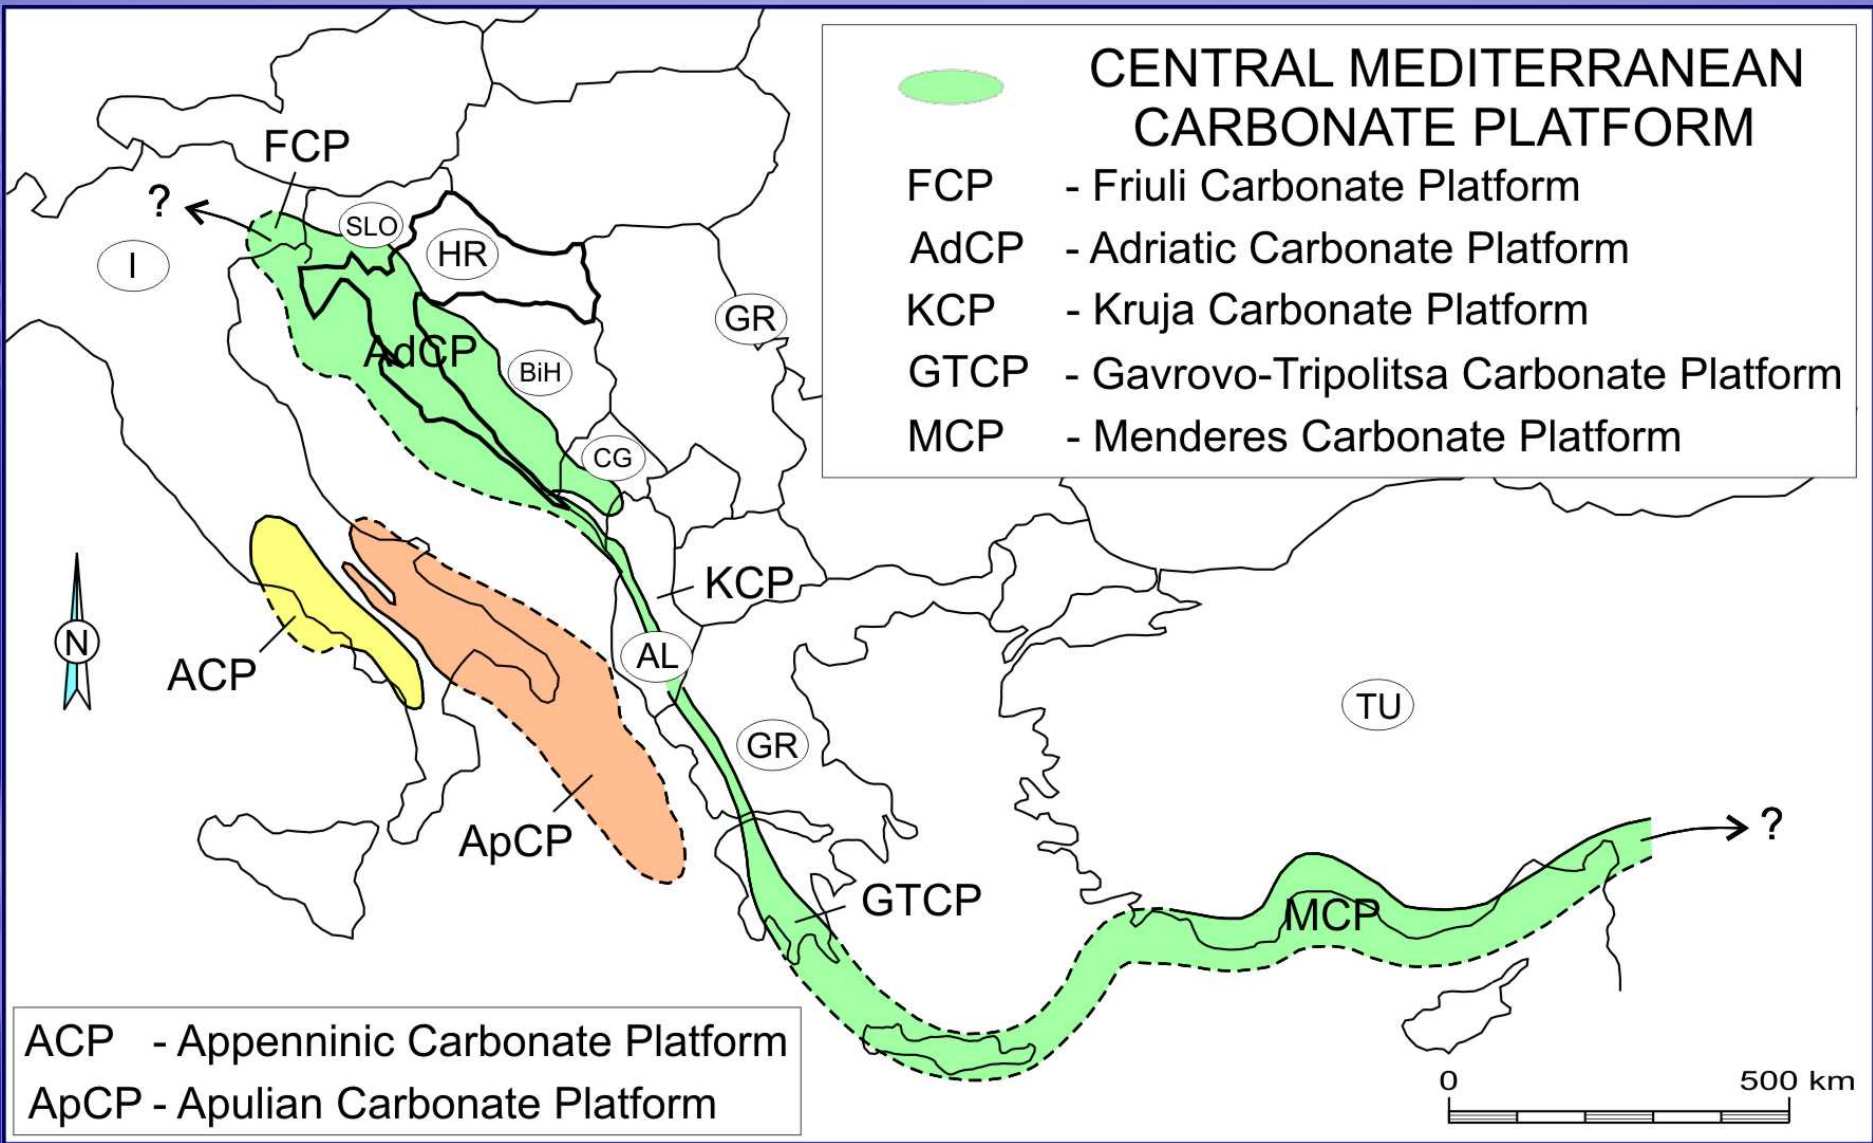 CENTRAL MEDITERRANEAN
CARBONATE PLATFORM
FCP - Friuli Carbonate Platform
AdCP - Adriatic Carbonate Platform
KCP - Kruja Carbonate Platform
GTCP - Gavrovo-Tripolitsa Carbonate Platform
MCP - Menderes Carbonate Platform
FCP
?
SLO
I
HR
GR
AdCP
BiH
CG
KCP
N
AL
ACP
TU
GR
ApCP
?
GTCP
MCP
ACP - Appenninic Carbonate Platform
ApCP - Apulian Carbonate Platform
0 500 km